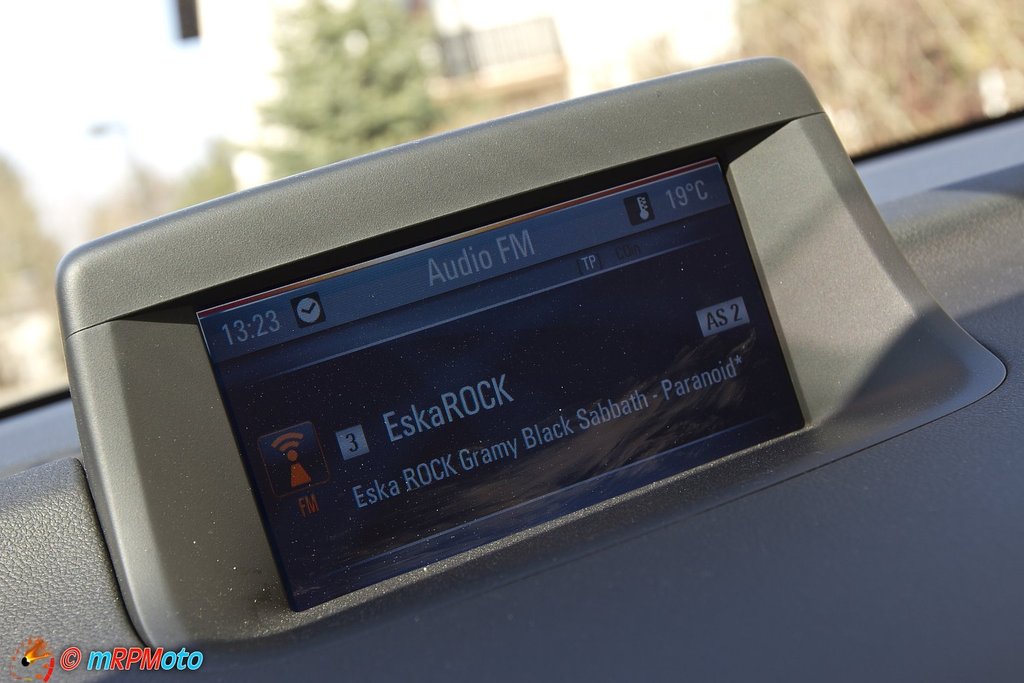 13:23
Audio FM
19°C
TP
AS 2
3
EskaROCK
FM
Eska ROCK Gramy Black Sabbath - Paranoid*
© mRPMoto